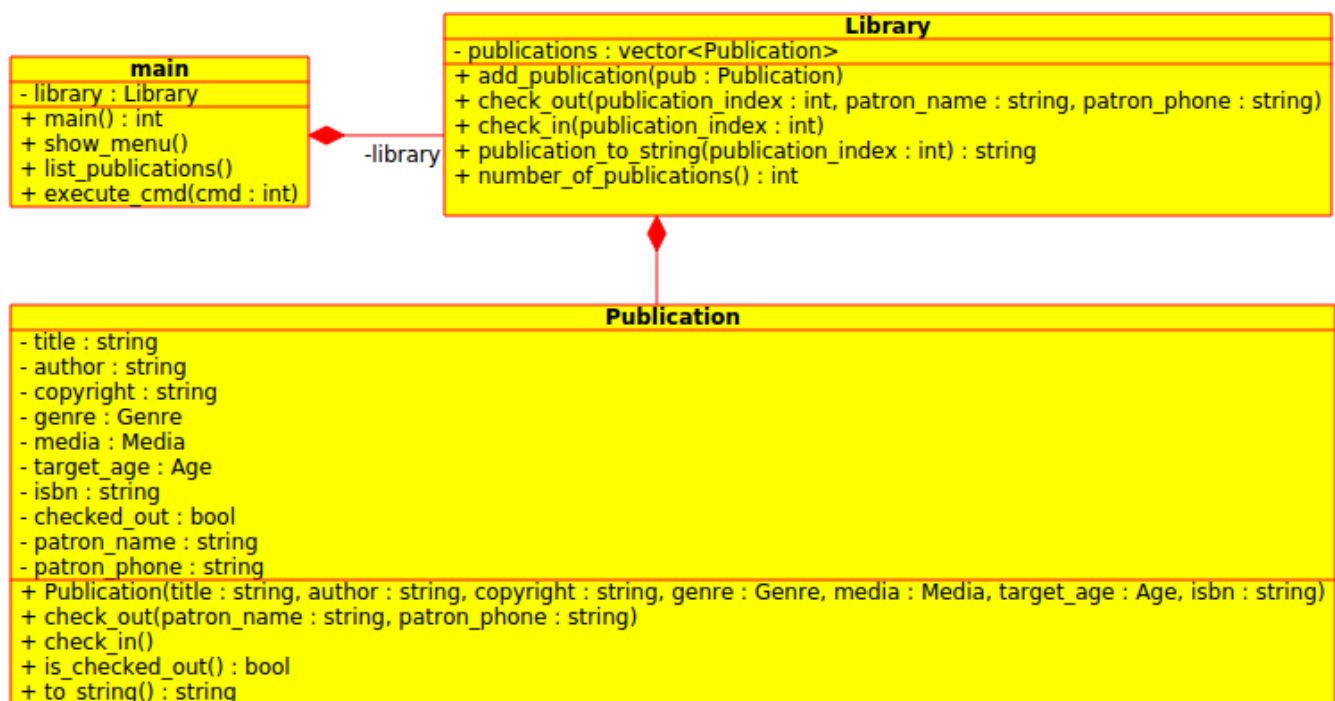 main
- library : Library
+ main() : int
+ show_menu()
+ list_publications()
+ execute_cmd(cmd : int)
-library
Library
- publications : vector<Publication>
+ add_publication(pub : Publication)
+ check_out(publication_index : int, patron_name : string, patron_phone : string)
+ check_in(publication_index : int)
+ publication_to_string(publication_index : int) : string
+ number_of_publications() : int
Publication
- title : string
- author : string
- copyright : string
- genre : Genre
- media : Media
- target_age : Age
- isbn : string
- checked_out : bool
- patron_name : string
- patron_phone : string
+ Publication(title : string, author : string, copyright : string, genre : Genre, media : Media, target_age : Age, isbn : string)
+ check_out(patron_name : string, patron_phone : string)
+ check_in()
+ is_checked_out() : bool
+ to_string() : string